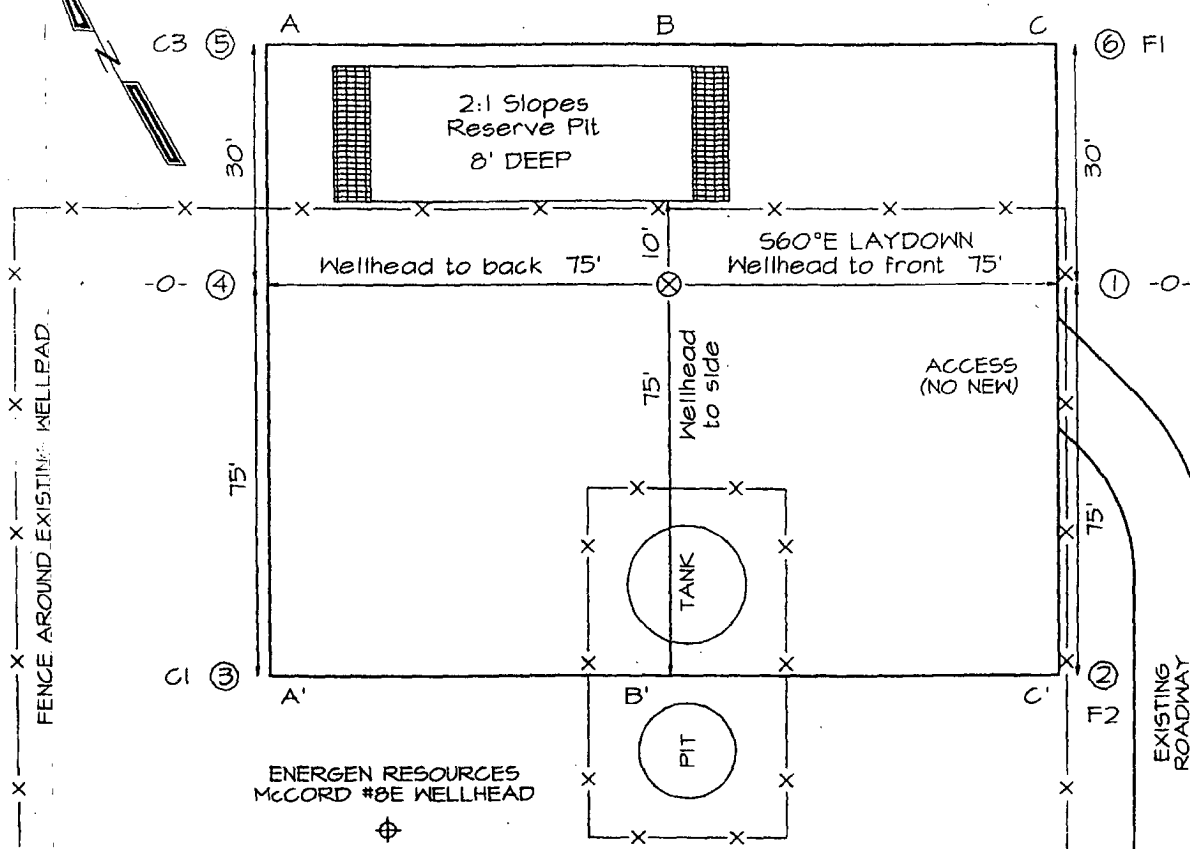 N
A B C
C3 5 6 F1
2:1 Slopes
Reserve Pit
8' DEEP
30' 30'
10'
S60°E LAYDOWN
Wellhead to back 75' Wellhead to front 75'
-0- 4 1 -0-
75'
Wellhead
to side
ACCESS
(NO NEW)
FENCE AROUND EXISTING WELLPAD
75' 75'
TANK
C1 3 2
A' B' C'
F2
PIT
EXISTING
ROADWAY
ENERGEN RESOURCES
McCORD #8E WELLHEAD